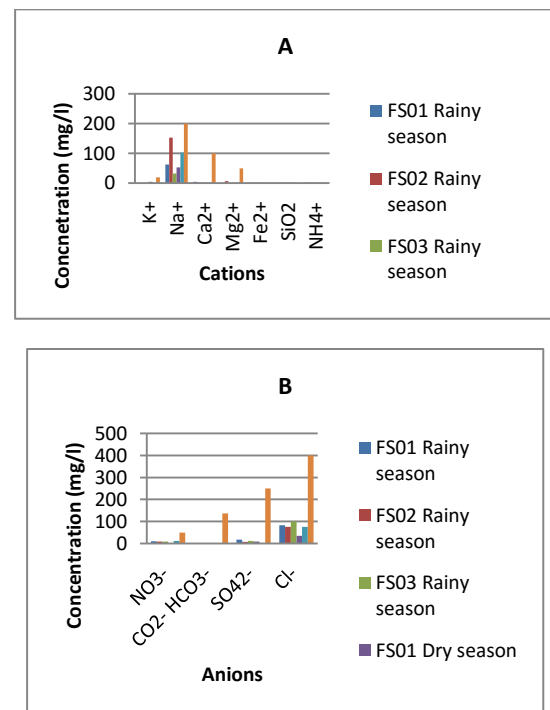 A
Concnetration (mg/l)
300
200
100
0
K+
Na+
Ca2+
Mg2+
Fe2+
SiO2
NH4+
Cations
FS01 Rainy
season
FS02 Rainy
season
FS03 Rainy
season
B
Concentration (mg/l)
500
400
300
200
100
0
NO3-
CO2- HCO3-
SO42-
Cl-
Anions
FS01 Rainy
season
FS02 Rainy
season
FS03 Rainy
season
FS01 Dry season